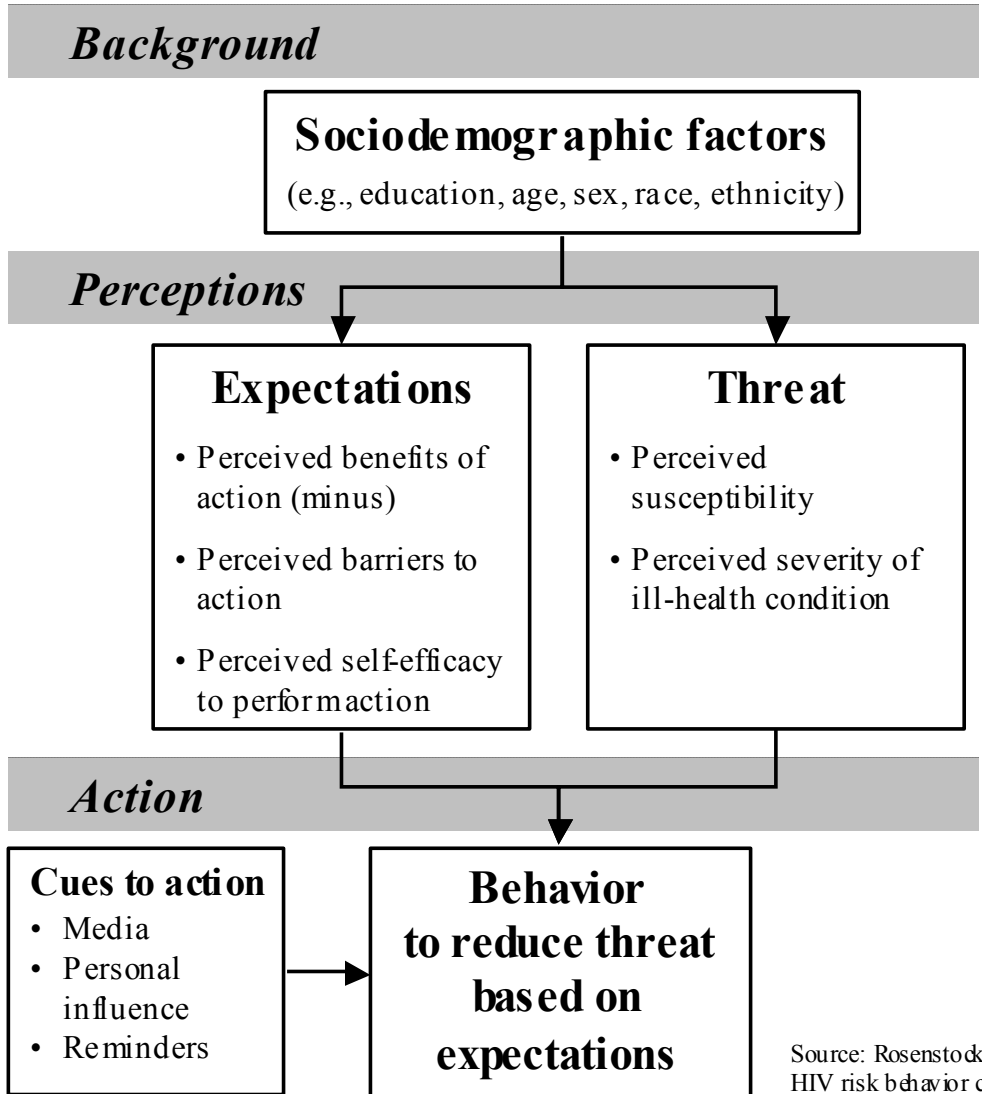 Background
Sociodemographic factors
(e.g., education, age, sex, race, ethnicity)
Perceptions
Expectations
• Perceived benefits of
action (minus)
• Perceived barriers to
action
• Perceived self-efficacy
to perform action
Threat
• Perceived
susceptibility
• Perceived severity of
ill-health condition
Action
Cues to action
• Media
• Personal
influence
• Reminders
Behavior
to reduce threat
based on
expectations
Source: Rosenstock
HIV risk behavior c